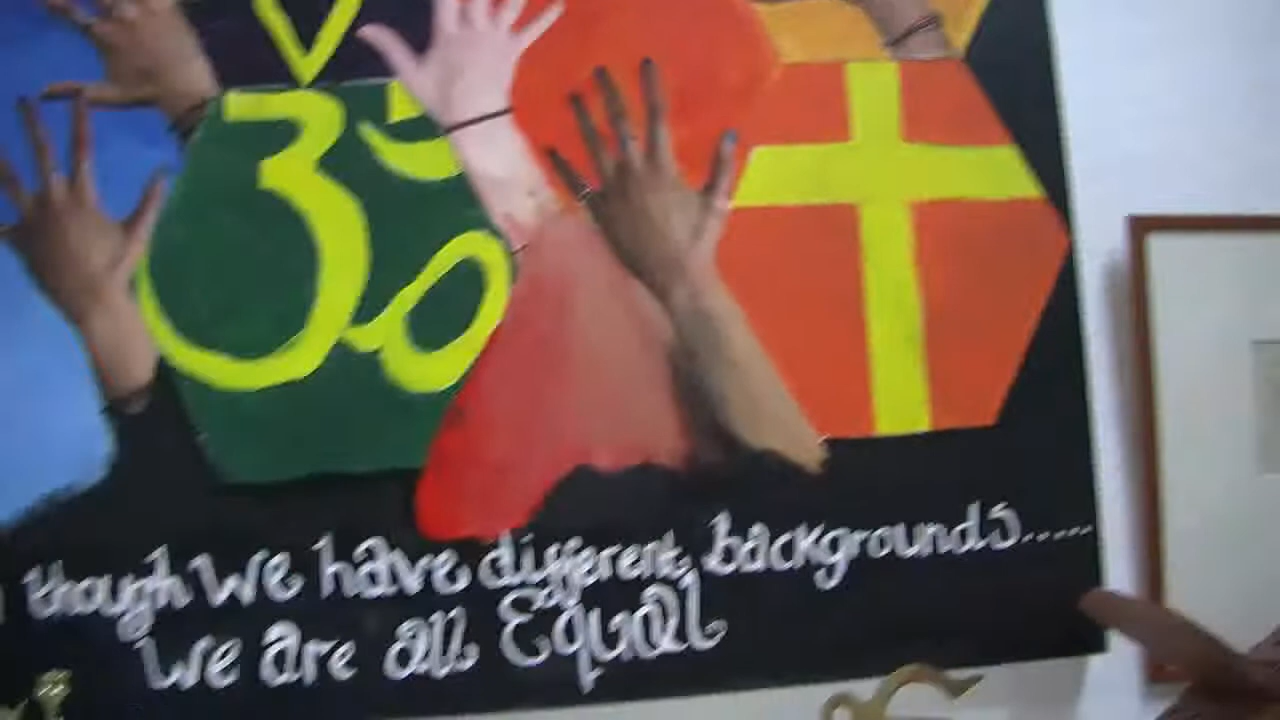 though we have different backgrounds.....
we are all Equal